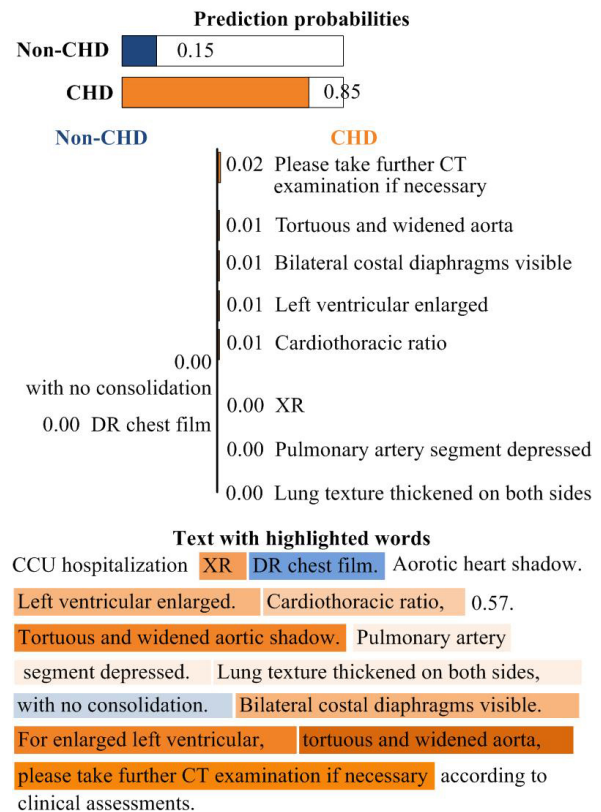 Prediction probabilities
Non-CHD 0.15
CHD 0.85
Non-CHD CHD
0.02 Please take further CT
examination if necessary
0.01 Tortuous and widened aorta
0.01 Bilateral costal diaphragms visible
0.01 Left ventricular enlarged
0.01 Cardiothoracic ratio
0.00
with no consolidation
0.00 XR
0.00 DR chest film
0.00 Pulmonary artery segment depressed
0.00 Lung texture thickened on both sides
Text with highlighted words
CCU hospitalization XR DR chest film. Aorotic heart shadow.
Left ventricular enlarged. Cardiothoracic ratio, 0.57.
Tortuous and widened aortic shadow. Pulmonary artery
segment depressed. Lung texture thickened on both sides,
with no consolidation. Bilateral costal diaphragms visible.
For enlarged left ventricular, tortuous and widened aorta,
please take further CT examination if necessary according to
clinical assessments.